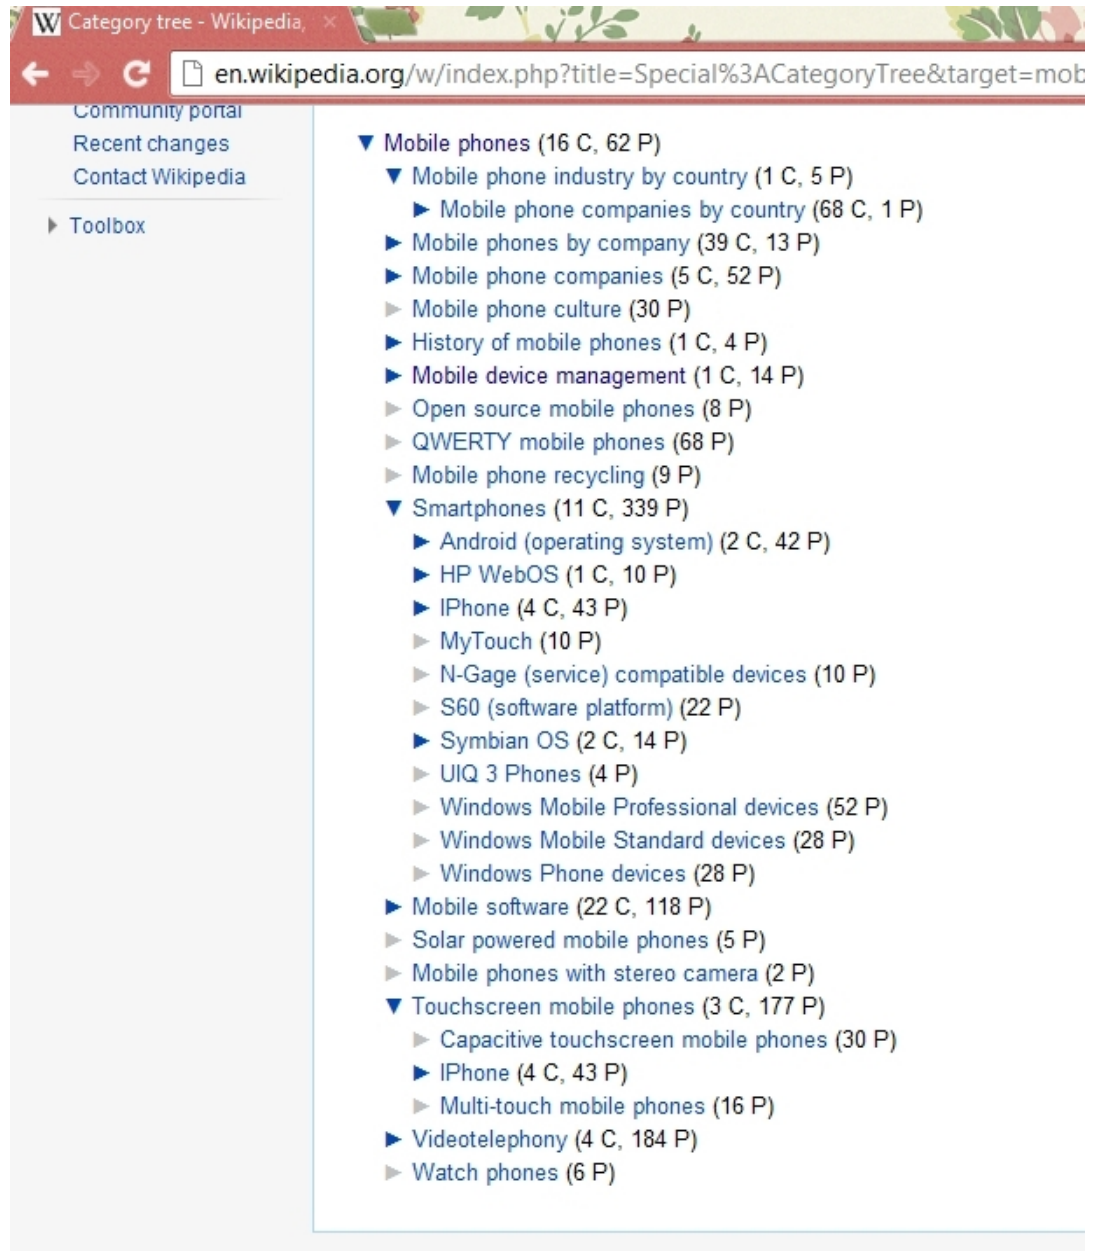 Category tree - Wikipedia,
en.wikipedia.org/w/index.php?title=Special%3ACategoryTree&target=mob
Community portal
Recent changes
Contact Wikipedia
Toolbox
Mobile phones (16 C, 62 P)
Mobile phone industry by country (1 C, 5 P)
Mobile phone companies by country (68 C, 1 P)
Mobile phones by company (39 C, 13 P)
Mobile phone companies (5 C, 52 P)
Mobile phone culture (30 P)
History of mobile phones (1 C, 4 P)
Mobile device management (1 C, 14 P)
Open source mobile phones (8 P)
QWERTY mobile phones (68 P)
Mobile phone recycling (9 P)
Smartphones (11 C, 339 P)
Android (operating system) (2 C, 42 P)
HP WebOS (1 C, 10 P)
IPhone (4 C, 43 P)
MyTouch (10 P)
N-Gage (service) compatible devices (10 P)
S60 (software platform) (22 P)
Symbian OS (2 C, 14 P)
UIQ 3 Phones (4 P)
Windows Mobile Professional devices (52 P)
Windows Mobile Standard devices (28 P)
Windows Phone devices (28 P)
Mobile software (22 C, 118 P)
Solar powered mobile phones (5 P)
Mobile phones with stereo camera (2 P)
Touchscreen mobile phones (3 C, 177 P)
Capacitive touchscreen mobile phones (30 P)
IPhone (4 C, 43 P)
Multi-touch mobile phones (16 P)
Videotelephony (4 C, 184 P)
Watch phones (6 P)